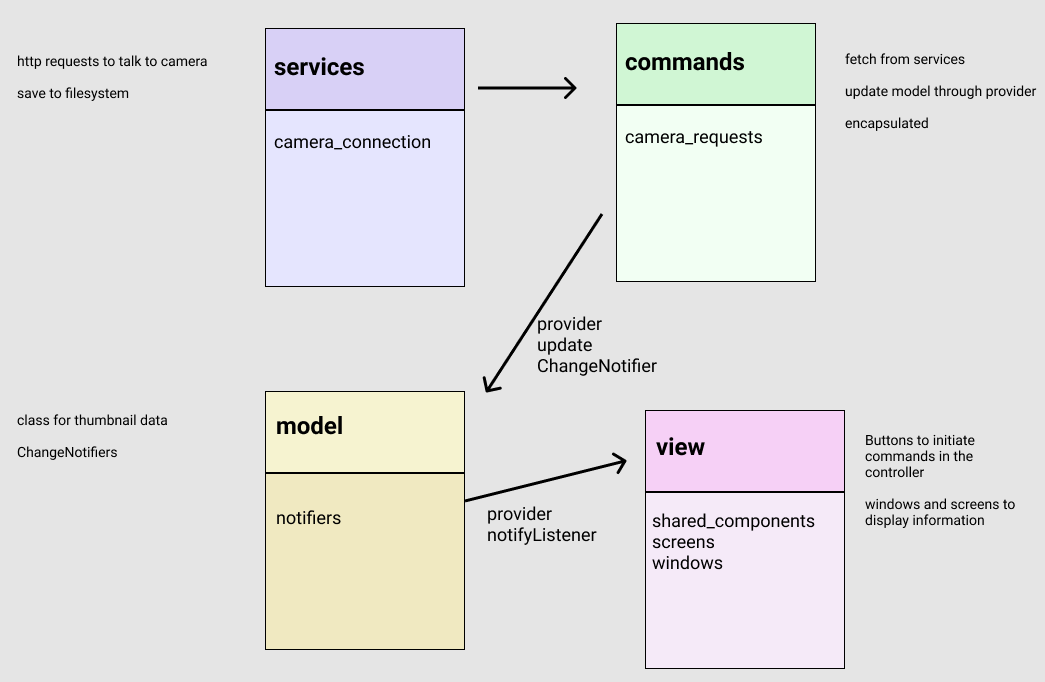 http requests to talk to camera
save to filesystem
services
camera_connection
commands
camera_requests
fetch from services
update model through provider
encapsulated
provider
update
ChangeNotifier
class for thumbnail data
ChangeNotifiers
model
notifiers
provider
notifyListener
view
shared_components
screens
windows
Buttons to initiate
commands in the
controller
windows and screens to
display information